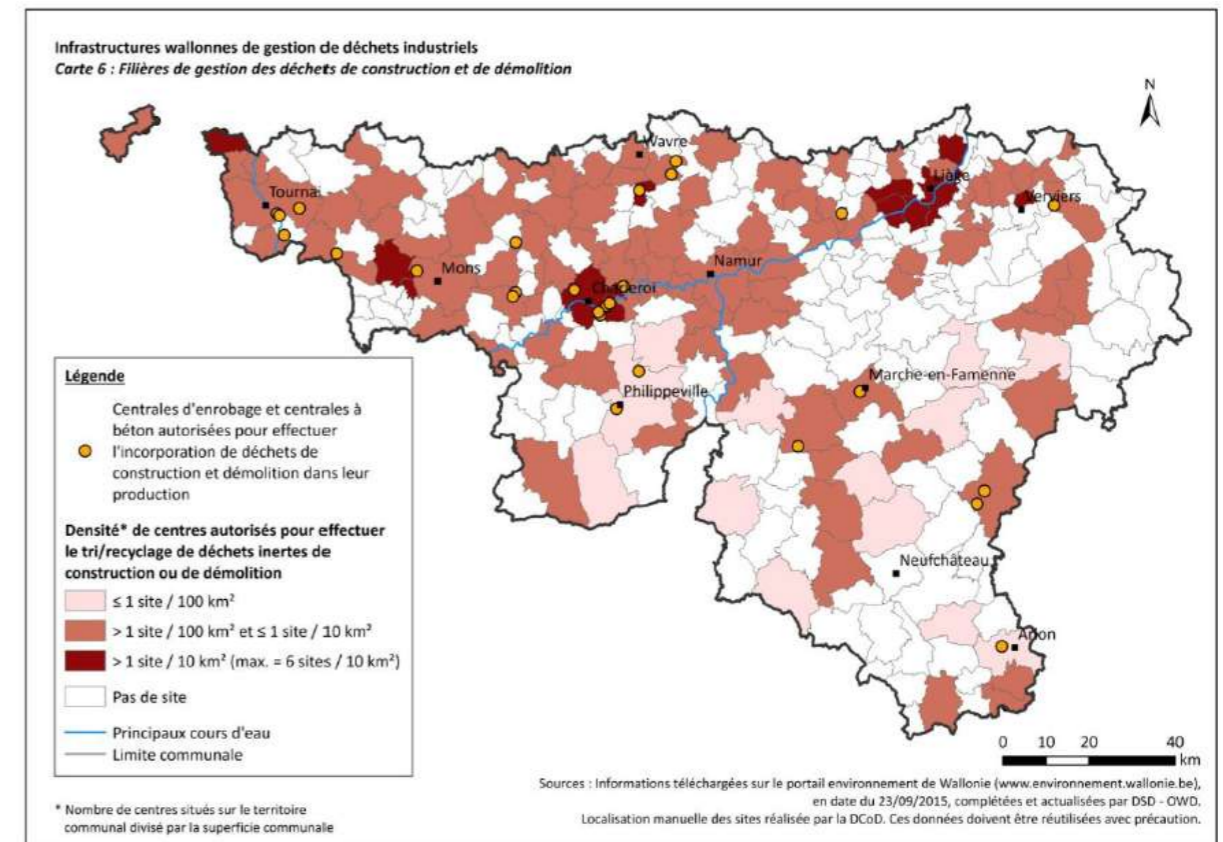 Infrastructures wallonnes de gestion de déchets industriels
Carte 6 : Filières de gestion des déchets de construction et de démolition
N
Wavre
Liège
Tournai
Verviers
Mons
Namur
Charleroi
Marche-en-Famenne
Philippeville
Neufchâteau
Arlon
Légende
Centrales d'enrobage et centrales à
béton autorisées pour effectuer
l'incorporation de déchets de
construction et démolition dans leur
production
Densité* de centres autorisés pour effectuer
le tri/recyclage de déchets inertes de
construction ou de démolition
≤ 1 site / 100 km²
> 1 site / 100 km² et ≤ 1 site / 10 km²
> 1 site / 10 km² (max. = 6 sites / 10 km²)
Pas de site
Principaux cours d'eau
Limite communale
0 10 20 40
km
* Nombre de centres situés sur le territoire
communal divisé par la superficie communale
Sources : Informations téléchargées sur le portail environnement de Wallonie (www.environnement.wallonie.be),
en date du 23/09/2015, complétées et actualisées par DSD - OWD.
Localisation manuelle des sites réalisée par la DCoD. Ces données doivent être réutilisées avec précaution.